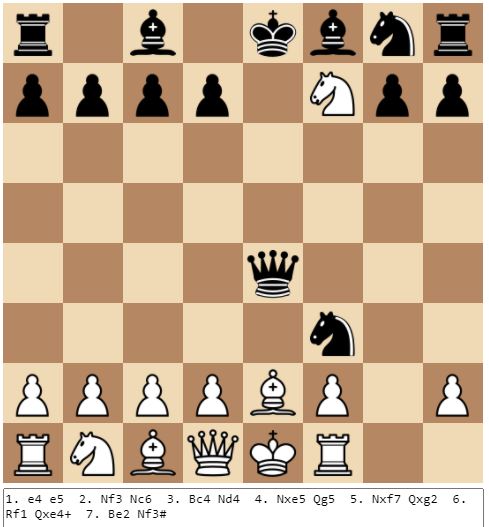 1. e4 e5 2. Nf3 Nc6 3. Bc4 Nd4 4. Nxe5 Qg5 5. Nxf7 Qxg2 6.
Rf1 Qxe4+ 7. Be2 Nf3#